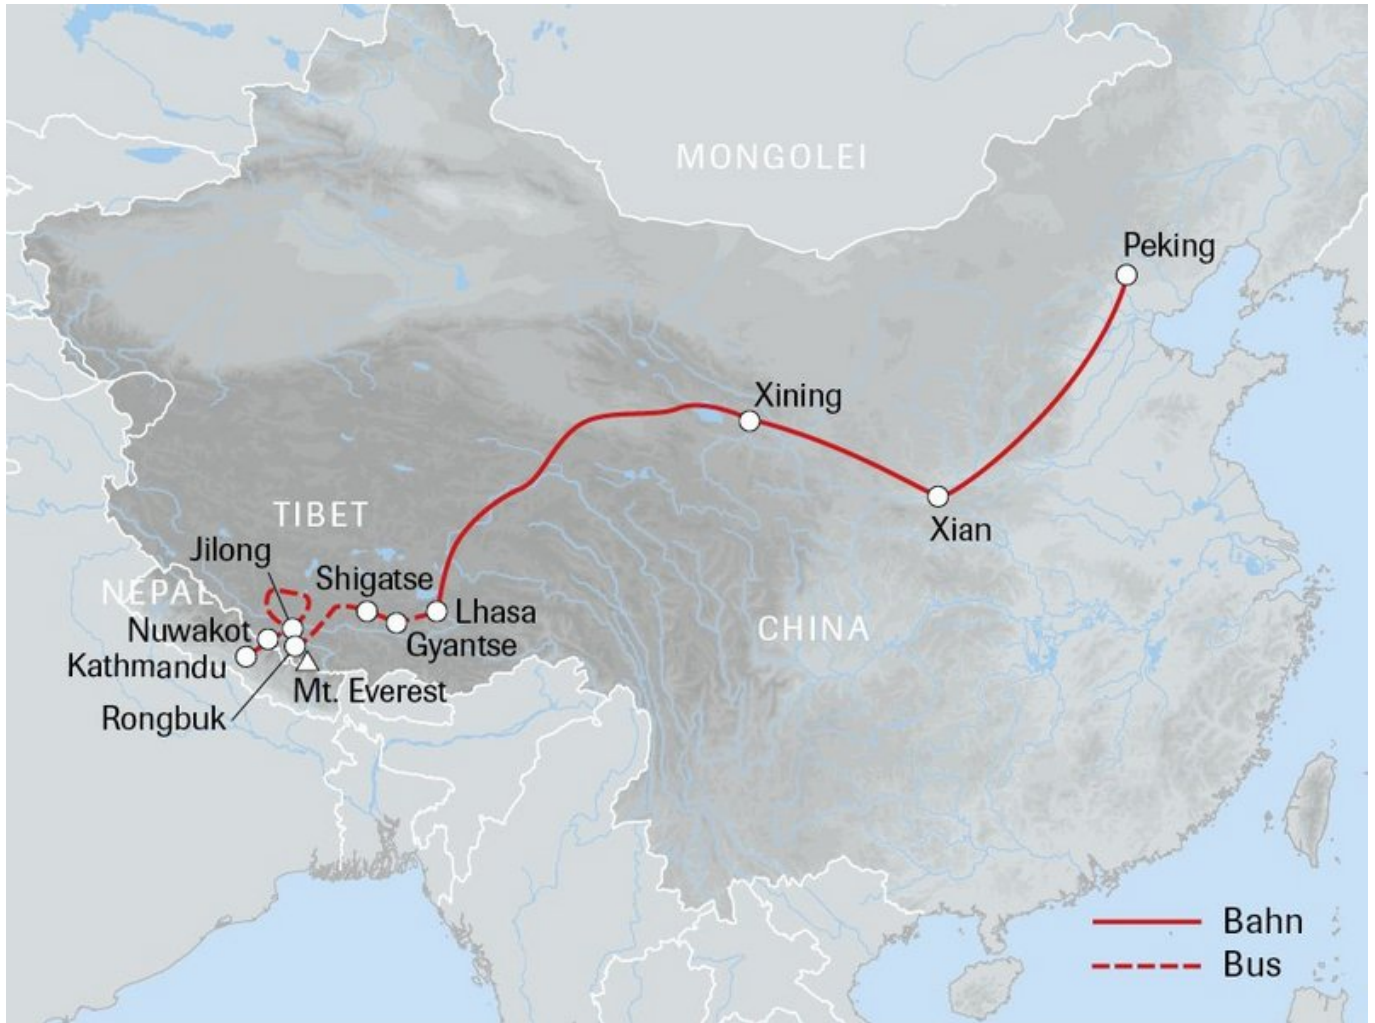 MONGOLEI
Peking
Xining
Xian
TIBET
Jilong
Shigatse
NEPAL
Lhasa
Nuwakot
Gyantse
CHINA
Kathmandu
Mt. Everest
Rongbuk
Bahn
Bus